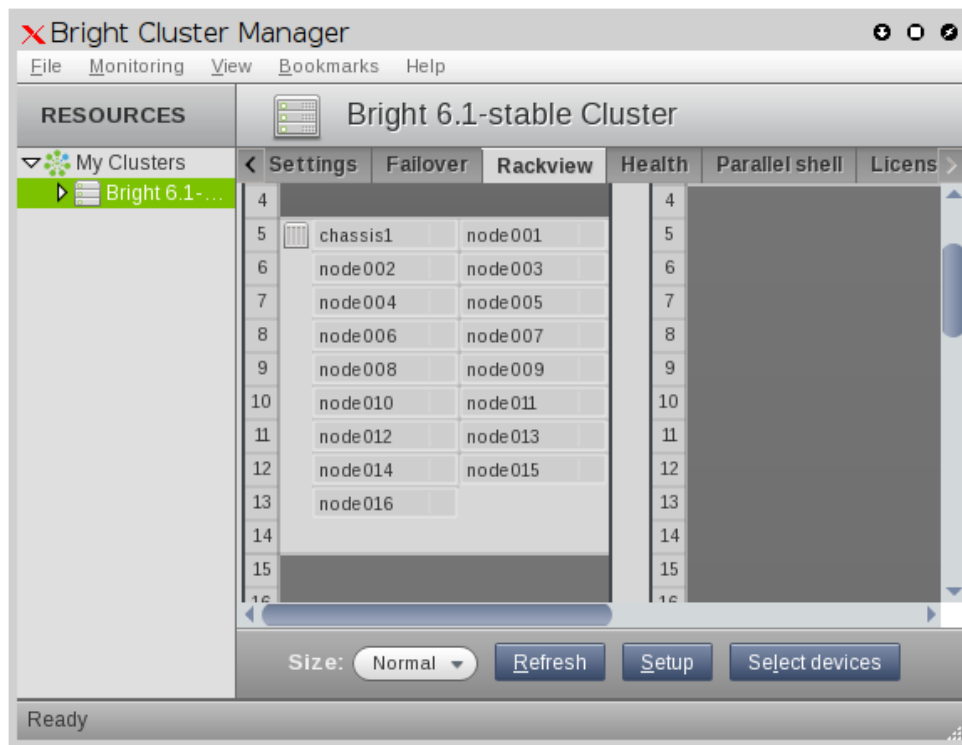 Bright Cluster Manager
File Monitoring View Bookmarks Help
RESOURCES
Bright 6.1-stable Cluster
My Clusters
Bright 6.1-...
Settings Failover Rackview Health Parallel shell Licens
4 4
5 chassis1 node001 5
6 node002 node003 6
7 node004 node005 7
8 node006 node007 8
9 node008 node009 9
10 node010 node011 10
11 node012 node013 11
12 node014 node015 12
13 node016 13
14 14
15 15
16 16
Size: Normal Refresh Setup Select devices
Ready